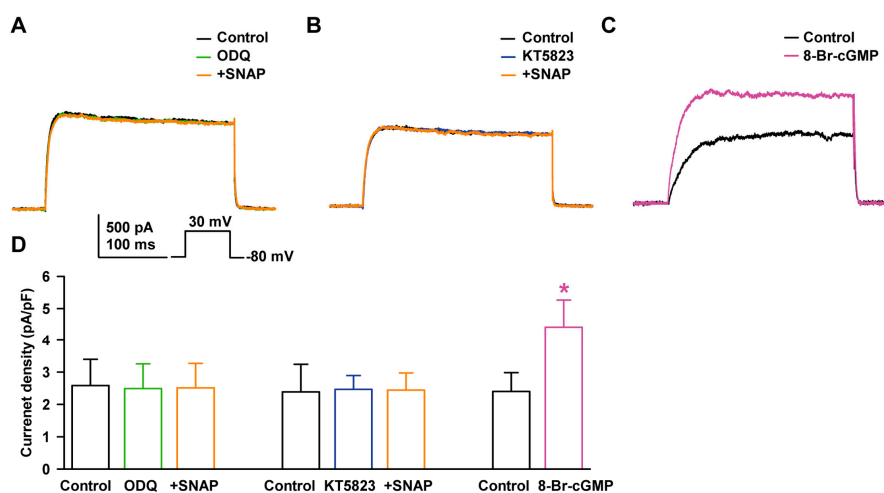 A
Control
ODQ
+SNAP
B
Control
KT5823
+SNAP
C
Control
8-Br-cGMP
500 pA
100 ms
30 mV
-80 mV
D
Currenet density (pA/pF)
6
5
4
3
2
1
0
*
Control ODQ +SNAP Control KT5823 +SNAP Control 8-Br-cGMP